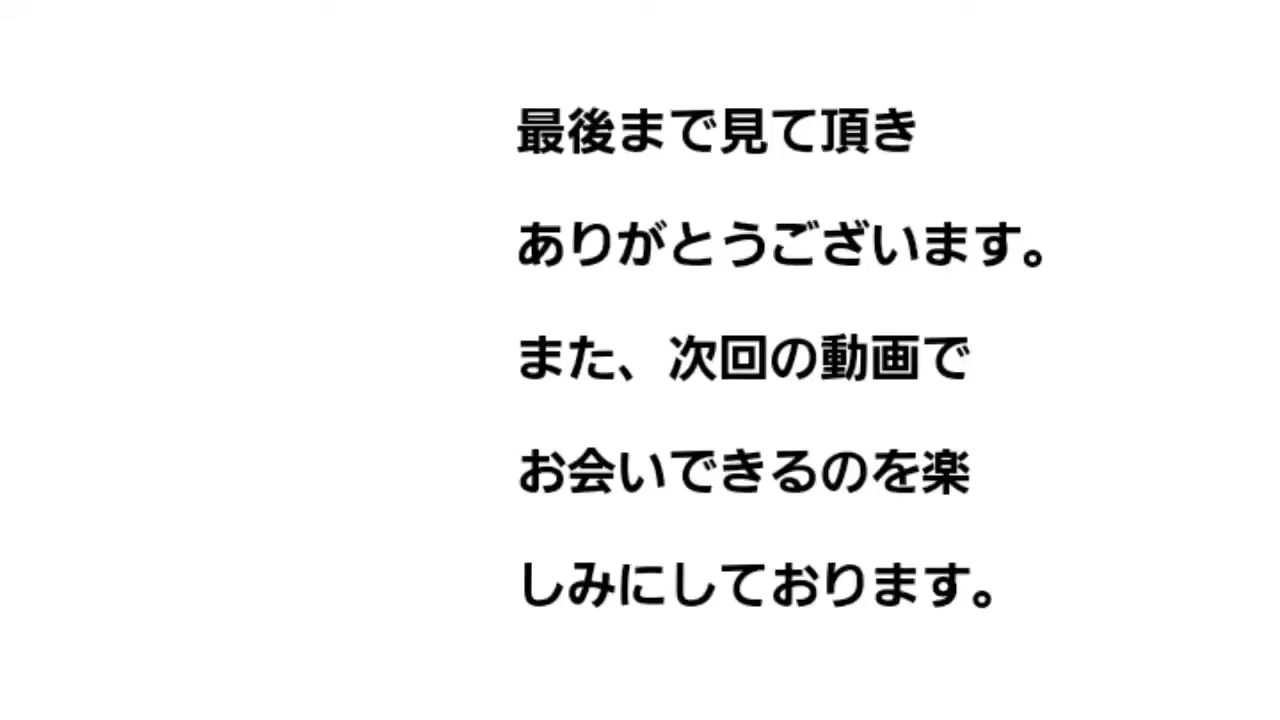 最後まで見て頂き
ありがとうございます。
また、次回の動画で
お会いできるのを楽
しみにしております。